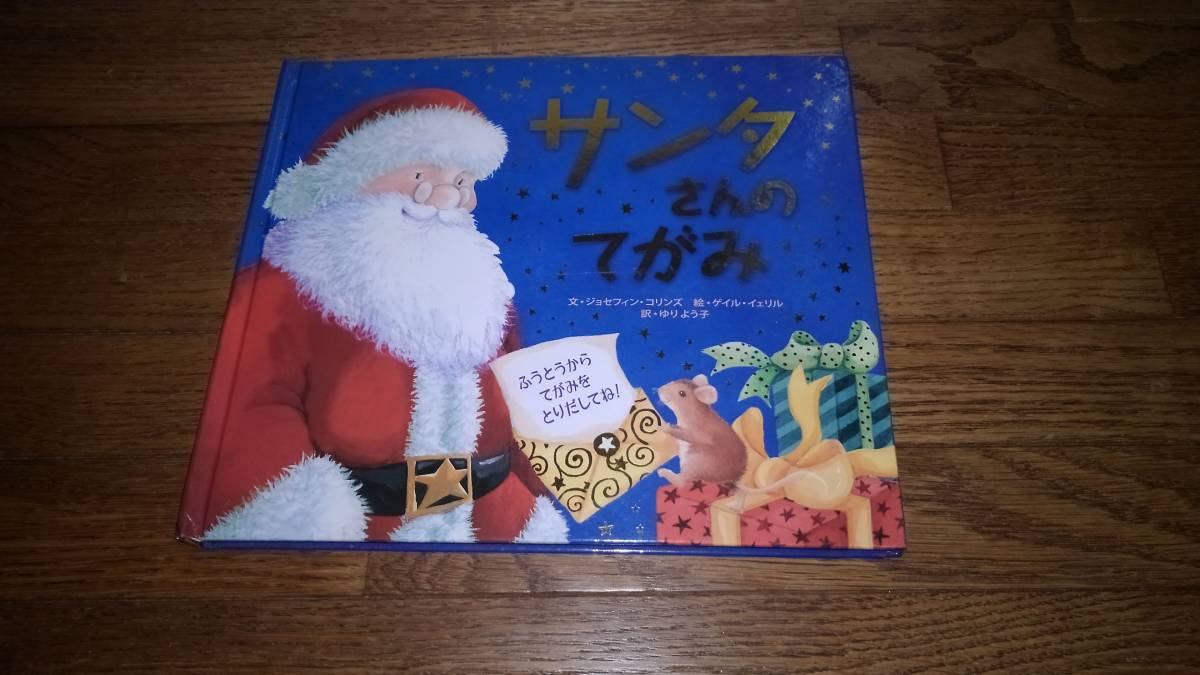 サンタ
さんの
てがみ
文・ジョセフィン・コリンズ 絵・ゲイル・イェリル
訳・ゆり よう子
ふうとうから
てがみを
とりだしてね!